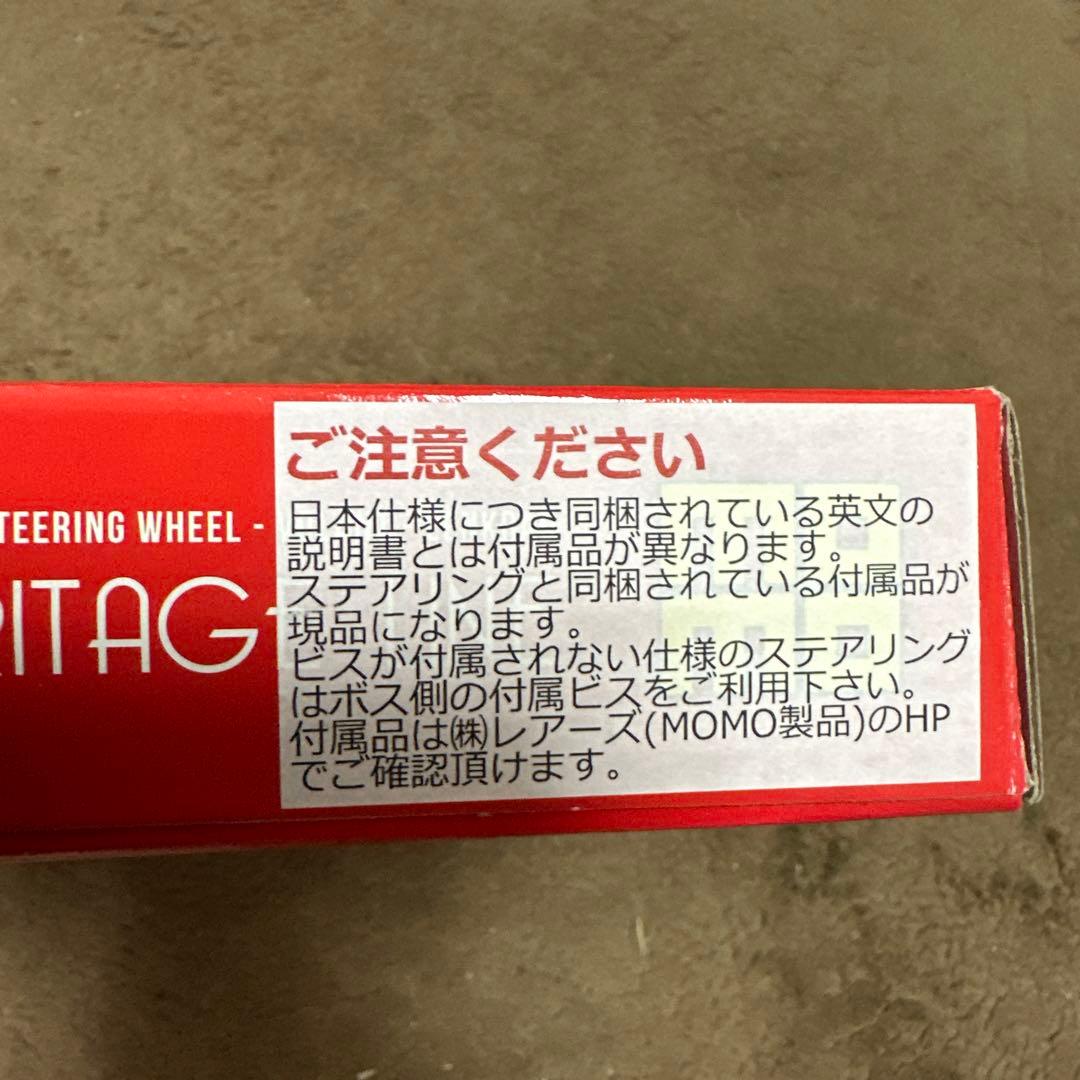 ご注意ください
TEERING WHEEL -
日本仕様につき同梱されている英文の
説明書とは付属品が異なります。
ステアリングと同梱されている付属品が
RITAG
現品になります。
ビスが付属されない仕様のステアリング
はボス側の付属ビスをご利用下さい。
付属品は㈱レアーズ(MOMO製品)のHP
でご確認頂けます。